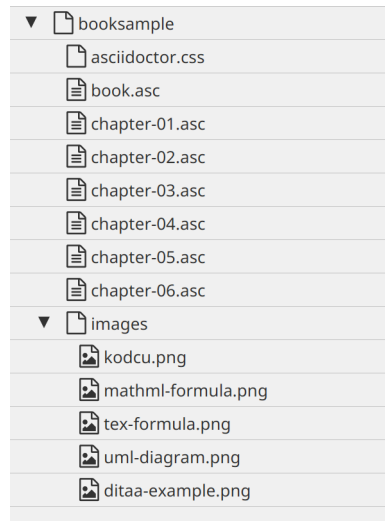 booksample
asciidoctor.css
book.asc
chapter-01.asc
chapter-02.asc
chapter-03.asc
chapter-04.asc
chapter-05.asc
chapter-06.asc
images
kodcu.png
mathml-formula.png
tex-formula.png
uml-diagram.png
ditaa-example.png